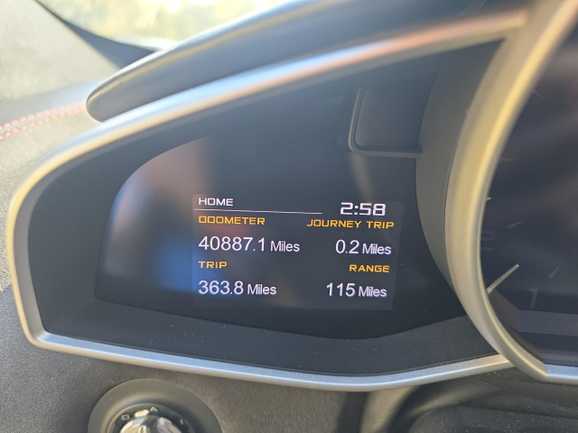 HOME 2:58
ODOMETER JOURNEY TRIP
40887.1 Miles 0.2 Miles
TRIP RANGE
363.8 Miles 115 Miles